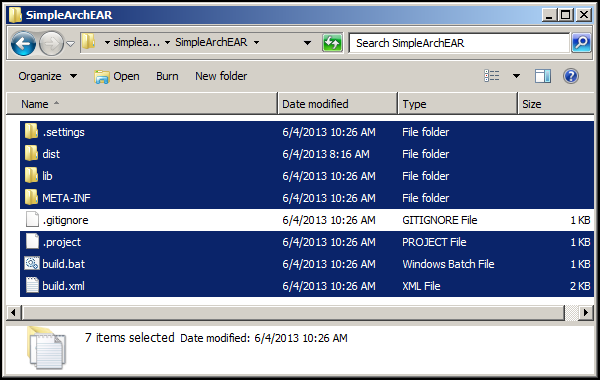 SimpleArchEAR
simplea... SimpleArchEAR Search SimpleArchEAR
Organize Open Burn New folder
Name Date modified Type Size
.settings 6/4/2013 10:26 AM File folder
dist 6/4/2013 8:16 AM File folder
lib 6/4/2013 10:26 AM File folder
META-INF 6/4/2013 10:26 AM File folder
.gitignore 6/4/2013 10:26 AM GITIGNORE File 1 KB
.project 6/4/2013 10:26 AM PROJECT File 1 KB
build.bat 6/4/2013 10:26 AM Windows Batch File 1 KB
build.xml 6/4/2013 10:26 AM XML File 2 KB
7 items selected Date modified: 6/4/2013 10:26 AM